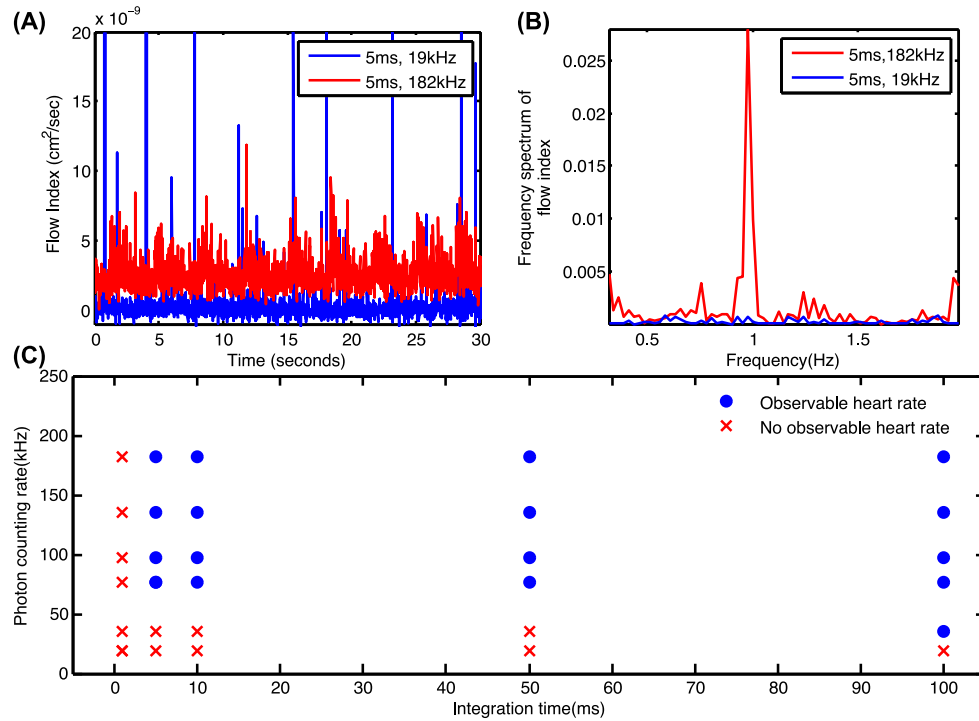 (A)
x 10⁻⁹
Flow Index (cm²/sec)
20
15
10
5
0
5ms, 19kHz
5ms, 182kHz
0 5 10 15 20 25 30
Time (seconds)
(B)
Frequency spectrum of
flow index
0.025
0.02
0.015
0.01
0.005
5ms,182kHz
5ms, 19kHz
0.5 1 1.5
Frequency(Hz)
(C)
Photon counting rate(kHz)
250
200
150
100
50
0
Observable heart rate
No observable heart rate
0 10 20 30 40 50 60 70 80 90 100
Integration time(ms)